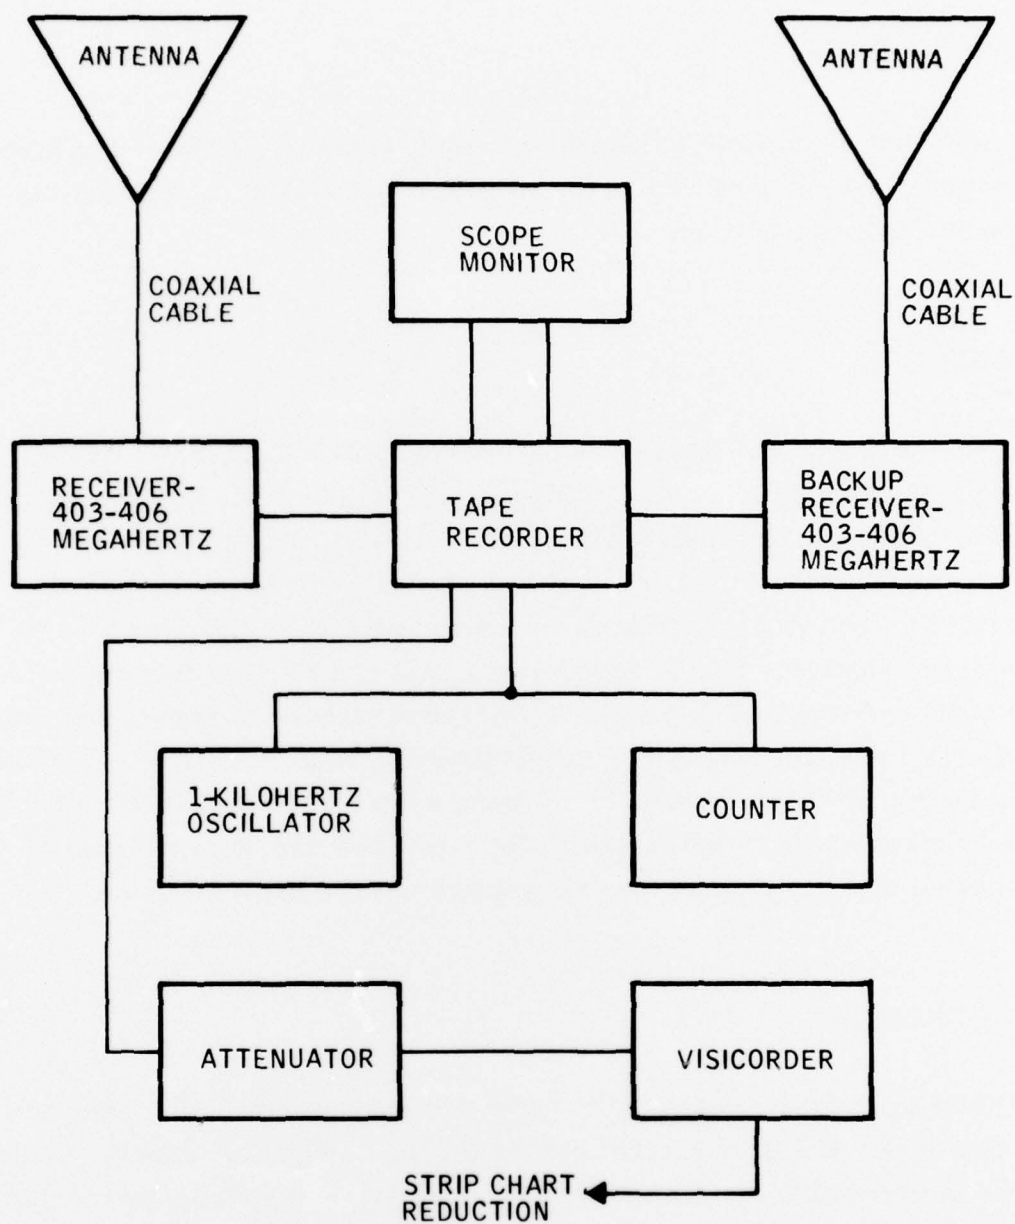 ANTENNA
ANTENNA
SCOPE
MONITOR
COAXIAL
CABLE
COAXIAL
CABLE
RECEIVER-
403-406
MEGAHERTZ
TAPE
RECORDER
BACKUP
RECEIVER-
403-406
MEGAHERTZ
1-KILOHERTZ
OSCILLATOR
COUNTER
ATTENUATOR
VISICORDER
STRIP CHART
REDUCTION